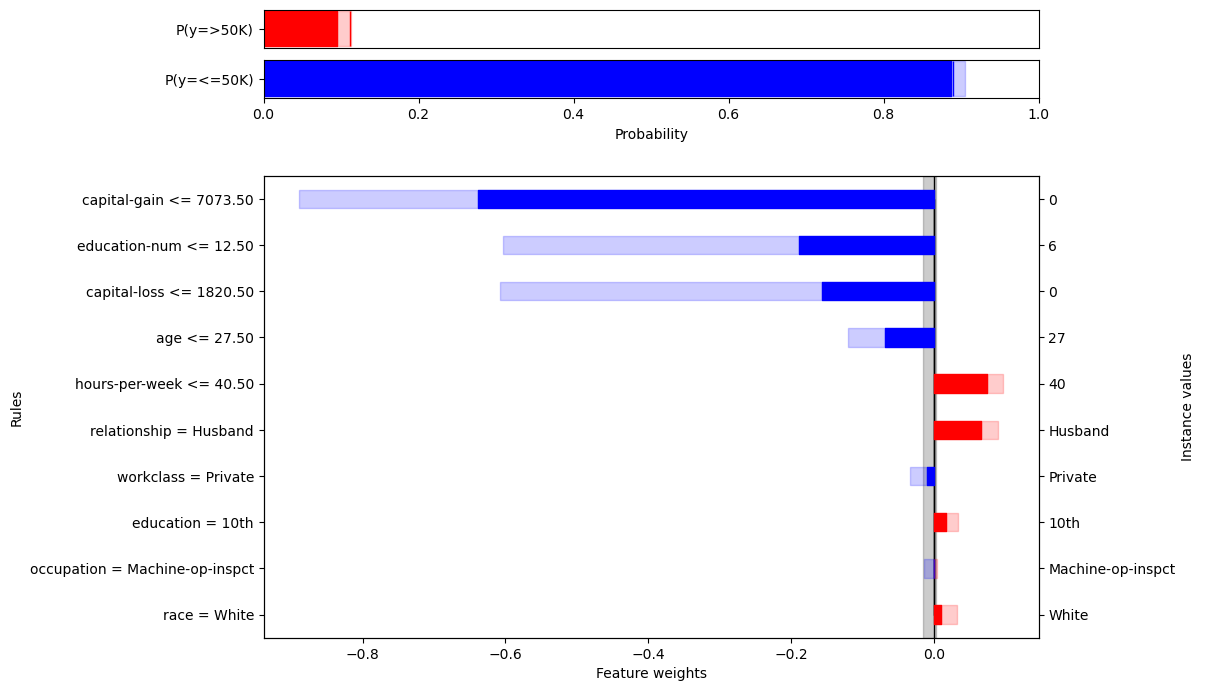 P(y=>50K)
P(y=<=50K)
0.0 0.2 0.4 0.6 0.8 1.0
Probability
capital-gain <= 7073.50 0
education-num <= 12.50 6
capital-loss <= 1820.50 0
age <= 27.50 27
hours-per-week <= 40.50 40
relationship = Husband Husband
workclass = Private Private
education = 10th 10th
occupation = Machine-op-inspct Machine-op-inspct
race = White White
Rules
Instance values
−0.8 −0.6 −0.4 −0.2 0.0
Feature weights